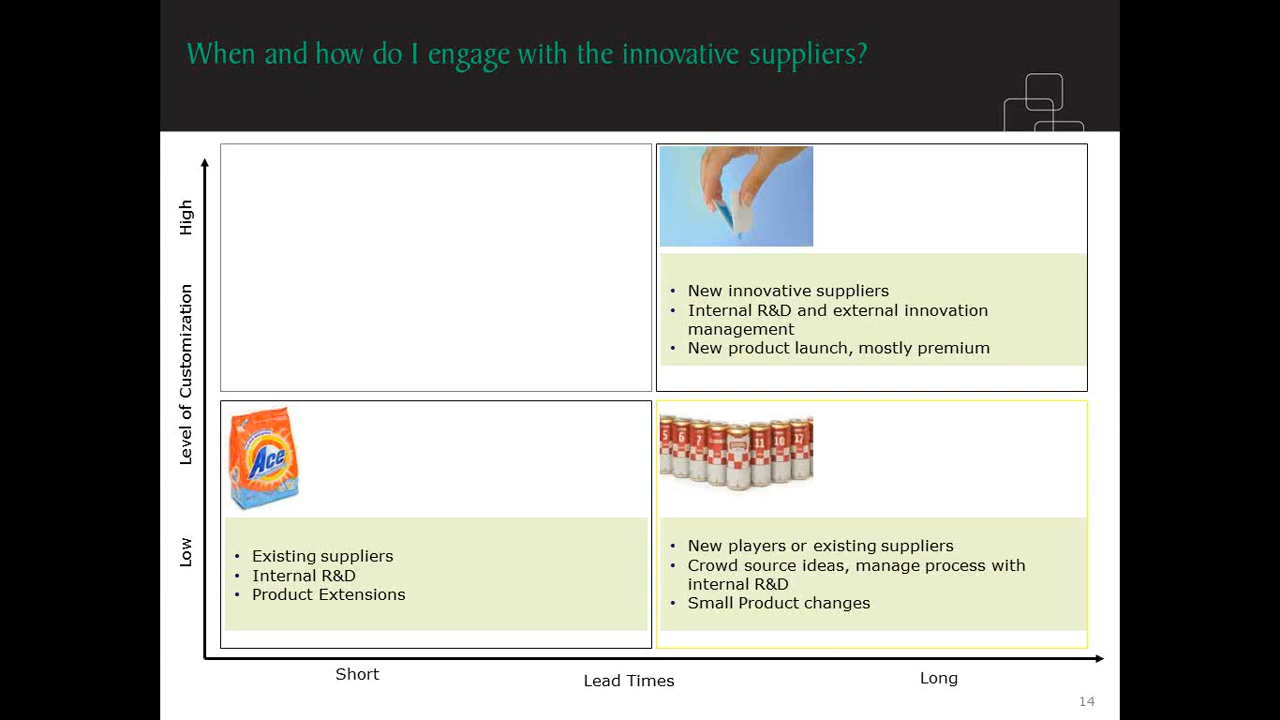 When and how do I engage with the innovative suppliers?
High
Level of Customization
Low
• New innovative suppliers
• Internal R&D and external innovation
management
• New product launch, mostly premium
Ace
• Existing suppliers
• Internal R&D
• Product Extensions
5 6 7 11 10 17
• New players or existing suppliers
• Crowd source ideas, manage process with
internal R&D
• Small Product changes
Short
Lead Times
Long
14